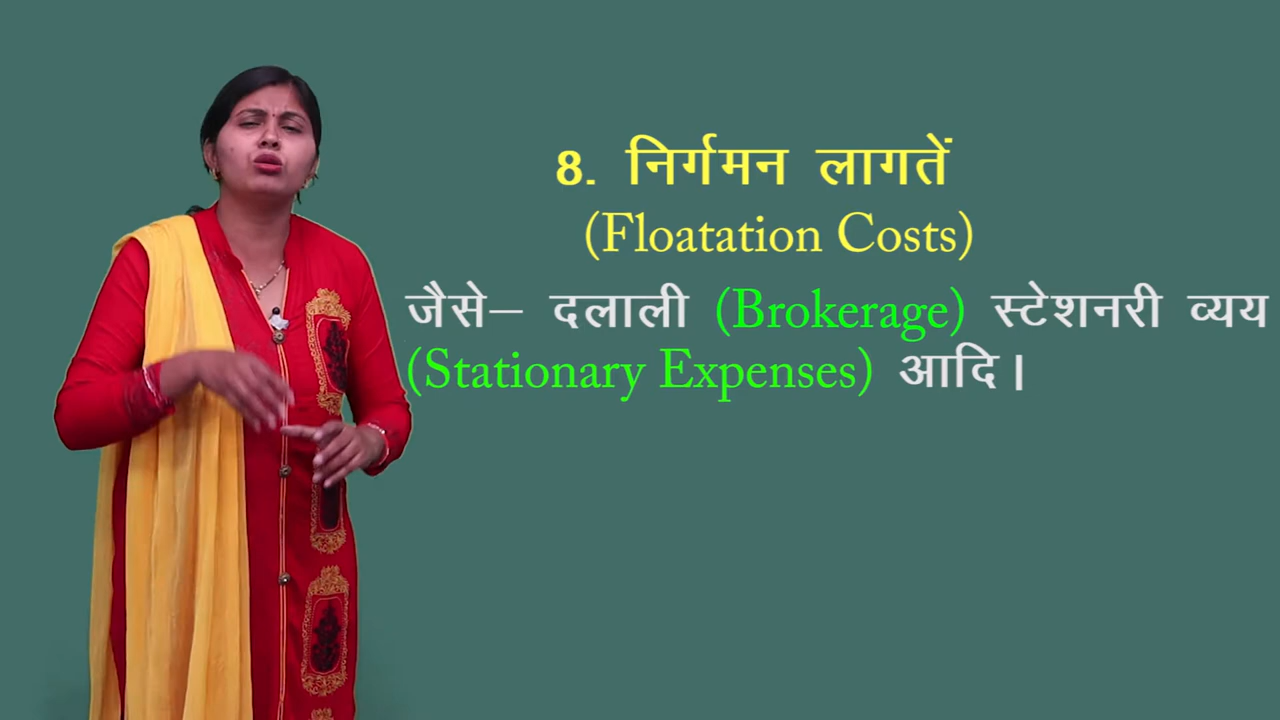 8. निर्गमन लागतें
(Floatation Costs)
जैसे– दलाली (Brokerage) स्टेशनरी व्यय
(Stationary Expenses) आदि।